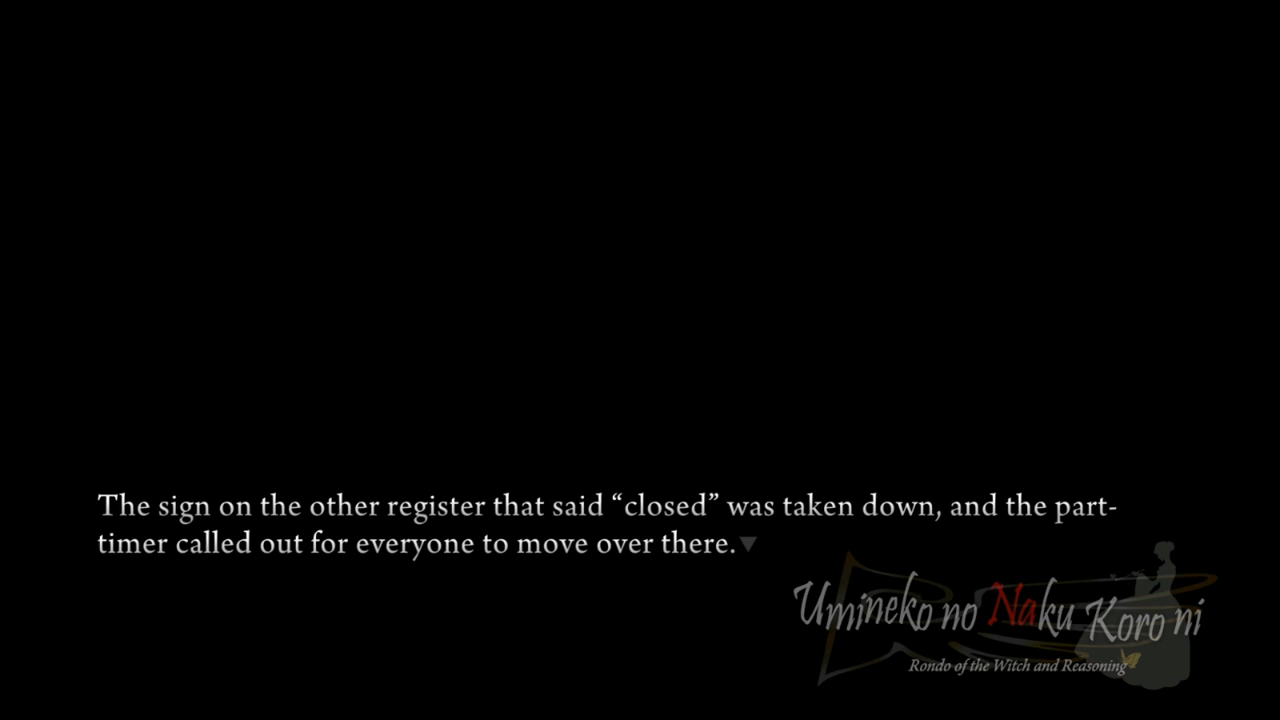 The sign on the other register that said “closed” was taken down, and the part-
timer called out for everyone to move over there.
Umineko no Naku Koro ni
Rondo of the Witch and Reasoning